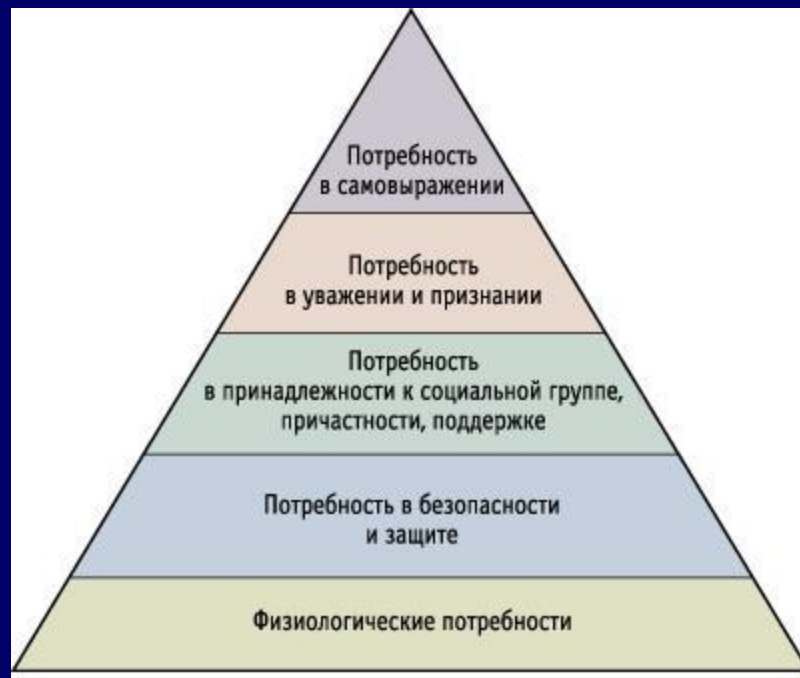 Потребность
в самовыражении
Потребность
в уважении и признании
Потребность
в принадлежности к социальной группе,
причастности, поддержке
Потребность в безопасности
и защите
Физиологические потребности